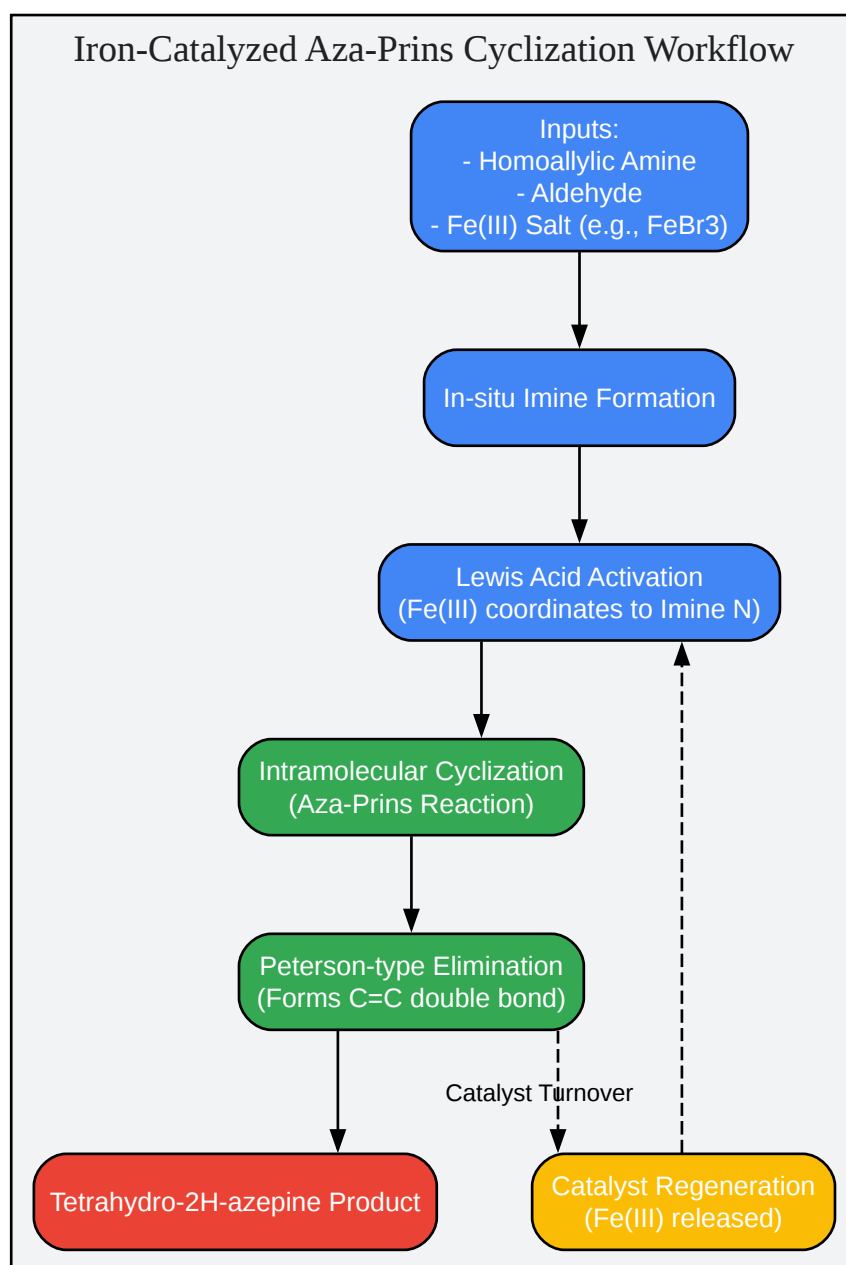 Iron-Catalyzed Aza-Prins Cyclization Workflow
Inputs:
- Homoallylic Amine
- Aldehyde
- Fe(III) Salt (e.g., FeBr3)
In-situ Imine Formation
Lewis Acid Activation
(Fe(III) coordinates to Imine N)
Intramolecular Cyclization
(Aza-Prins Reaction)
Peterson-type Elimination
(Forms C=C double bond)
Catalyst Turnover
Tetrahydro-2H-azepine Product
Catalyst Regeneration
(Fe(III) released)